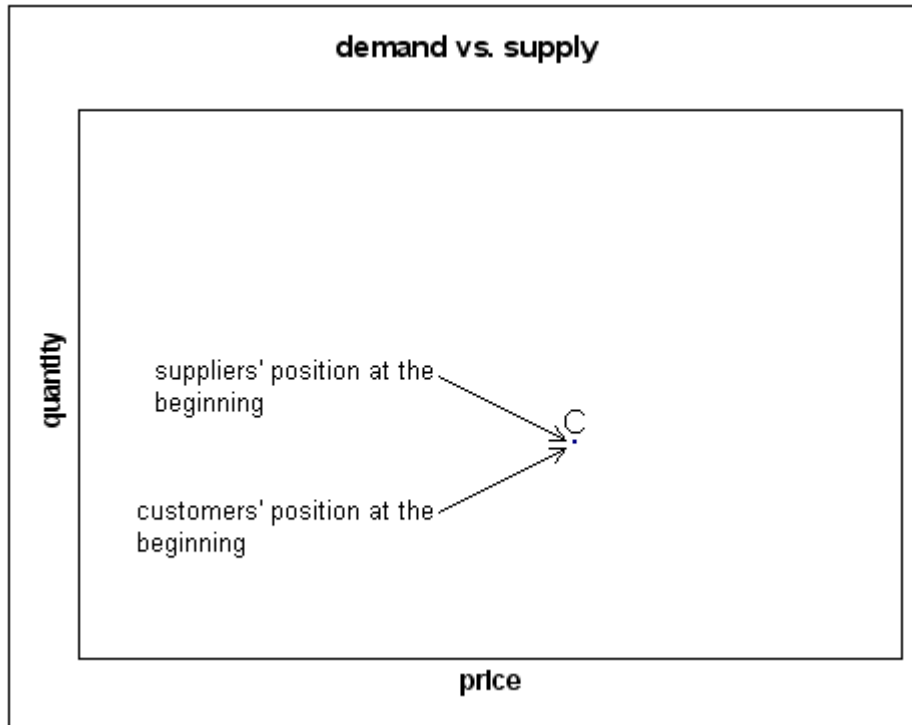 demand vs. supply
quantity
suppliers' position at the
beginning
C
customers' position at the
beginning
price